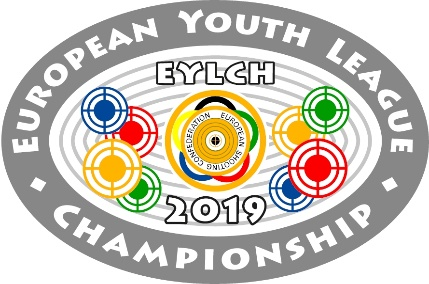 EUROPEAN YOUTH LEAGUE
EYLCH
EUROPEAN SHOOTING CONFEDERATION
2019
CHAMPIONSHIP